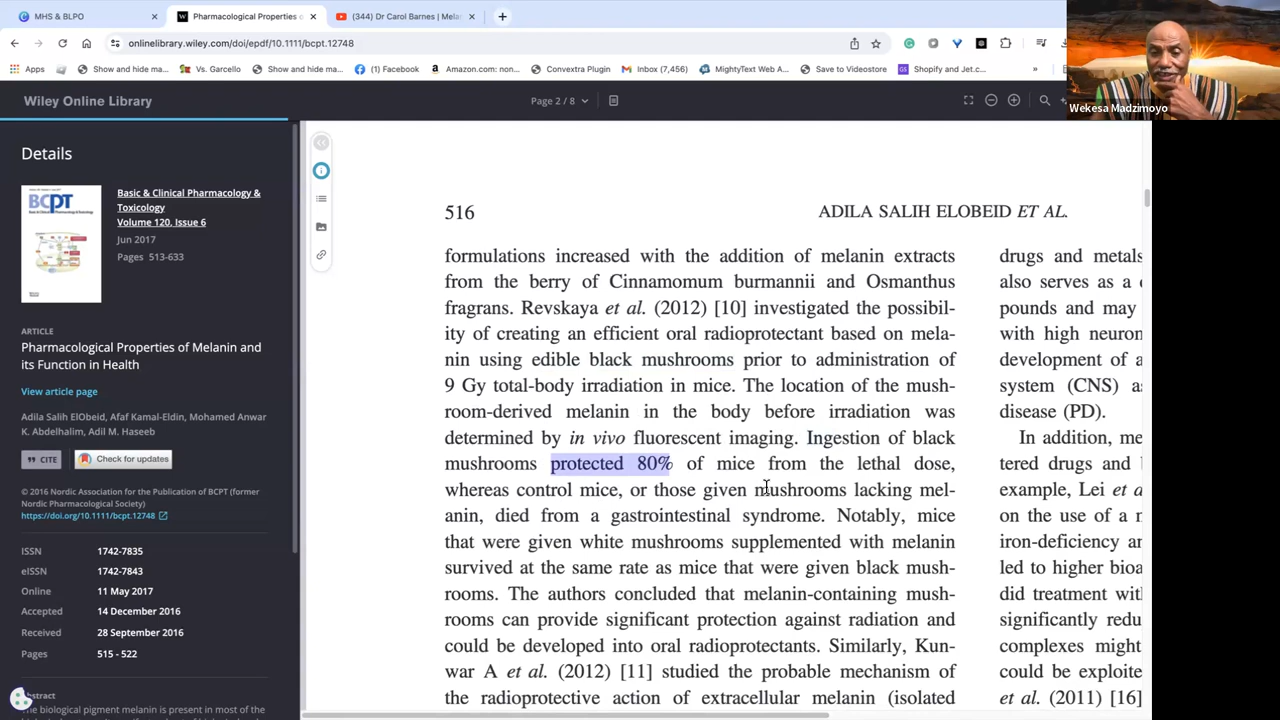 MHS & BLPO
Pharmacological Properties o
(344) Dr Carol Barnes | Mela
onlinelibrary.wiley.com/doi/epdf/10.1111/bcpt.12748
Apps
Show and hide ma...
Vs. Garcello
Show and hide ma...
(1) Facebook
Amazon.com: non...
Convextra Plugin
Inbox (7,456)
MightyText Web A...
Save to Videostore
Shopify and Jet.c...
Wekesa Madzimoyo
Wiley Online Library
Page 2 / 8
Details
BCPT
Basic & Clinical Pharmacology &
Toxicology
Volume 120, Issue 6
Jun 2017
Pages 513-633
ARTICLE
Pharmacological Properties of Melanin and
its Function in Health
View article page
Adila Salih ElObeid, Afaf Kamal-Eldin, Mohamed Anwar
K. Abdelhalim, Adil M. Haseeb
CITE
Check for updates
© 2016 Nordic Association for the Publication of BCPT (former
Nordic Pharmacological Society)
https://doi.org/10.1111/bcpt.12748
ISSN 1742-7835
eISSN 1742-7843
Online 11 May 2017
Accepted 14 December 2016
Received 28 September 2016
Pages 515 - 522
Abstract
The biological pigment melanin is present in most of the
516
ADILA SALIH ELOBEID ET AL.
formulations increased with the addition of melanin extracts
from the berry of Cinnamomum burmannii and Osmanthus
fragrans. Revskaya et al. (2012) [10] investigated the possibil-
ity of creating an efficient oral radioprotectant based on mela-
nin using edible black mushrooms prior to administration of
9 Gy total-body irradiation in mice. The location of the mush-
room-derived melanin in the body before irradiation was
determined by in vivo fluorescent imaging. Ingestion of black
mushrooms protected 80% of mice from the lethal dose,
whereas control mice, or those given mushrooms lacking mel-
anin, died from a gastrointestinal syndrome. Notably, mice
that were given white mushrooms supplemented with melanin
survived at the same rate as mice that were given black mush-
rooms. The authors concluded that melanin-containing mush-
rooms can provide significant protection against radiation and
could be developed into oral radioprotectants. Similarly, Kun-
war A et al. (2012) [11] studied the probable mechanism of
the radioprotective action of extracellular melanin (isolated
drugs and metals
also serves as a
pounds and may
with high neuron
development of a
system (CNS) as
disease (PD).
In addition, me
tered drugs and
example, Lei et a
on the use of a n
iron-deficiency an
led to higher bioa
did treatment wit
significantly redu
complexes might
could be exploite
et al. (2011) [16]